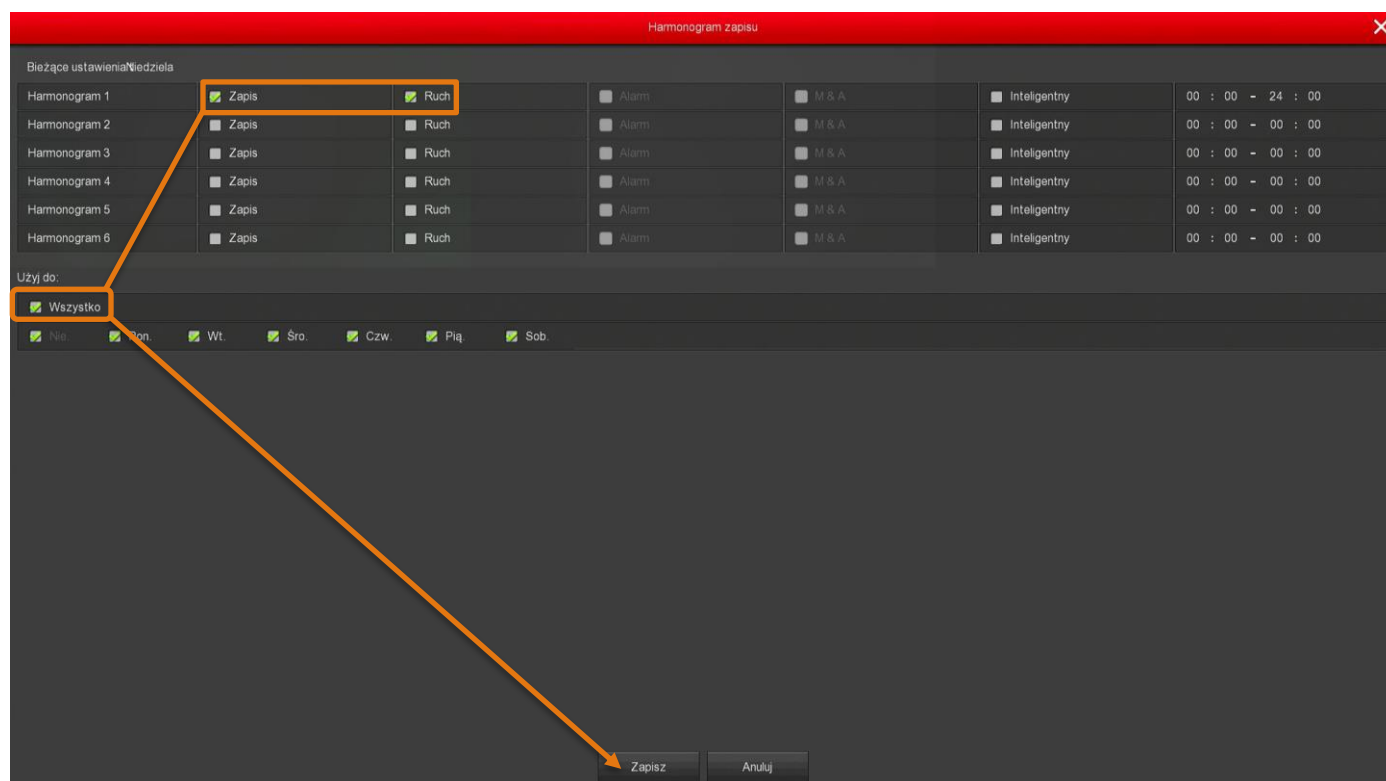 Harmonogram zapisu
Bieżące ustawieniaNiedziela
Harmonogram 1 Zapis Ruch Alarm M & A Inteligentny 00 : 00 - 24 : 00
Harmonogram 2 Zapis Ruch Alarm M & A Inteligentny 00 : 00 - 00 : 00
Harmonogram 3 Zapis Ruch Alarm M & A Inteligentny 00 : 00 - 00 : 00
Harmonogram 4 Zapis Ruch Alarm M & A Inteligentny 00 : 00 - 00 : 00
Harmonogram 5 Zapis Ruch Alarm M & A Inteligentny 00 : 00 - 00 : 00
Harmonogram 6 Zapis Ruch Alarm M & A Inteligentny 00 : 00 - 00 : 00
Użyj do:
Wszystko
Nie. Pon. Wt. Śro. Czw. Pią. Sob.
Zapisz Anuluj